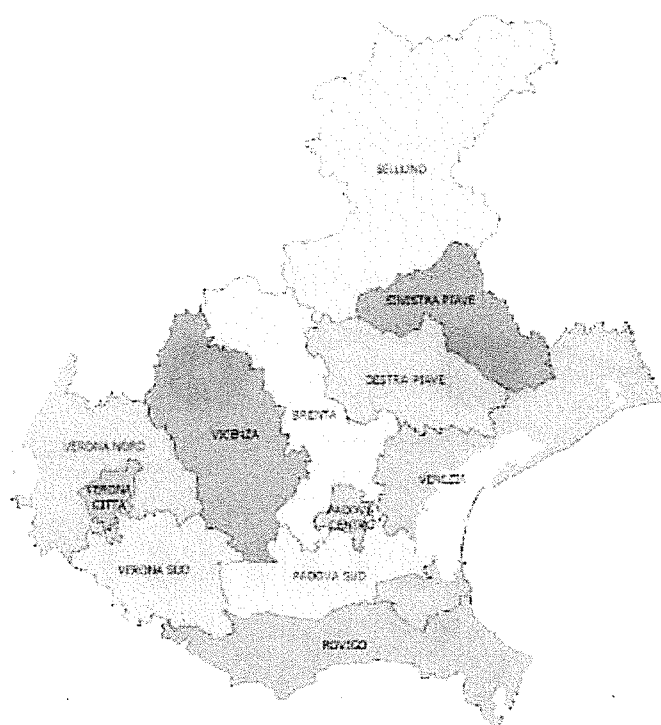 BELLUNO
SINISTRA PIAVE
DESTRA PIAVE
BRENTA
VICENZA
VERONA NORD
VERONA
CITTÀ
VENEZIA
PADOVA
CENTRO
VERONA SUD
PADOVA SUD
ROVIGO